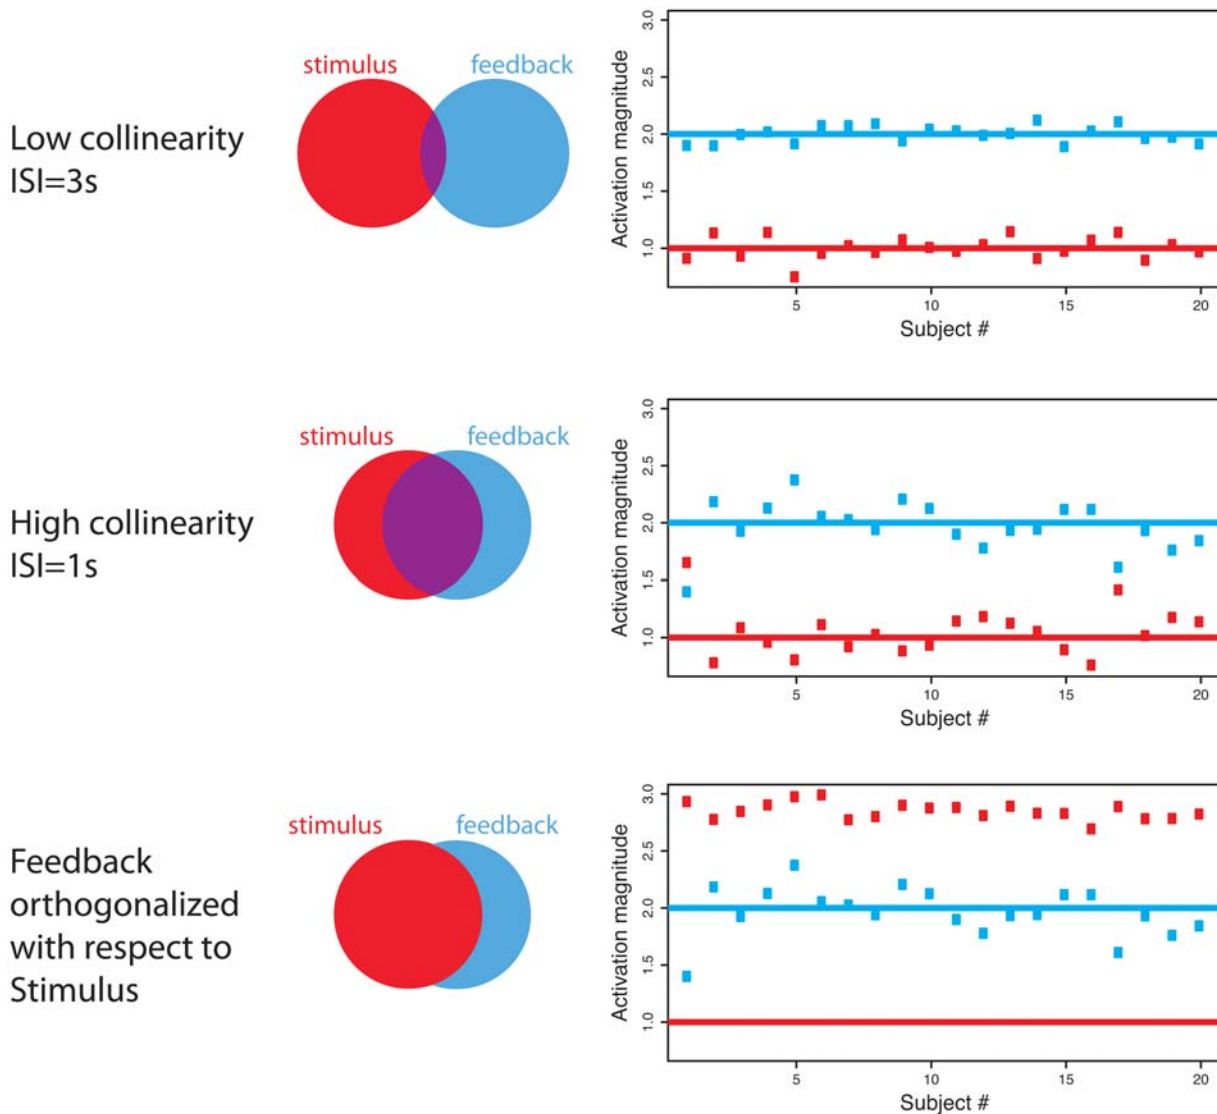 Low collinearity
ISI=3s
stimulus
feedback
Activation magnitude
3.0
2.5
2.0
1.5
1.0
5
10
15
20
Subject #
High collinearity
ISI=1s
stimulus
feedback
Activation magnitude
3.0
2.5
2.0
1.5
1.0
5
10
15
20
Subject #
Feedback
orthogonalized
with respect to
Stimulus
stimulus
feedback
Activation magnitude
3.0
2.5
2.0
1.5
1.0
5
10
15
20
Subject #